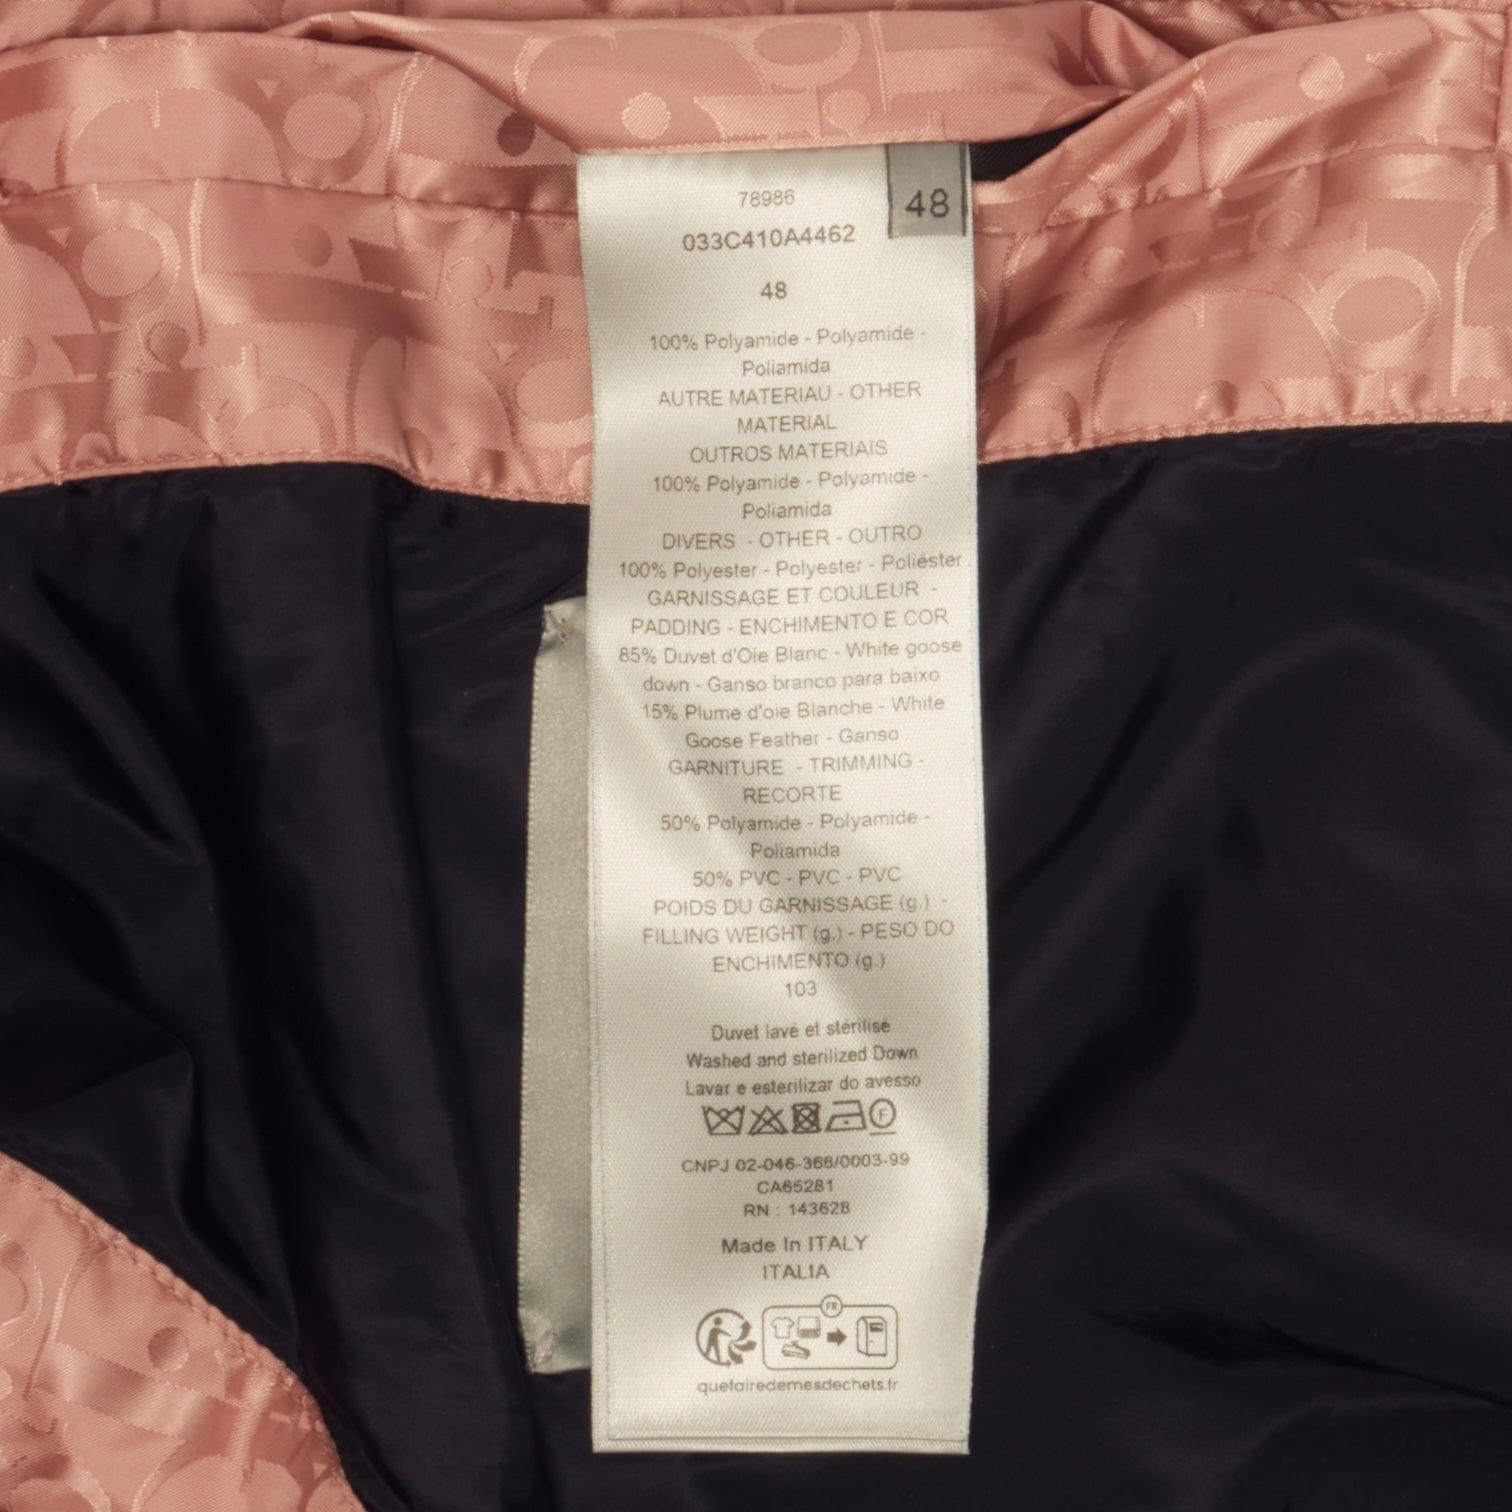 78986
48
033C410A4462
48
100% Polyamide - Polyamide -
Poliamida
AUTRE MATERIAU - OTHER
MATERIAL
OUTROS MATERIAIS
100% Polyamide - Polyamide -
Poliamida
DIVERS - OTHER - OUTRO
100% Polyester - Polyester - Poliéster
GARNISSAGE ET COULEUR -
PADDING - ENCHIMENTO E COR
85% Duvet d'Oie Blanc - White goose
down - Ganso branco para baixo
15% Plume d'oie Blanche - White
Goose Feather - Ganso
GARNITURE - TRIMMING -
RECORTE
50% Polyamide - Polyamide -
Poliamida
50% PVC - PVC - PVC
POIDS DU GARNISSAGE (g.) -
FILLING WEIGHT (g.) - PESO DO
ENCHIMENTO (g.)
103
Duvet lavé et stérilisé
Washed and sterilized Down
Lavar e esterilizar do avesso
F
CNPJ 02-046-366/0003-99
CA65281
RN : 143628
Made In ITALY
ITALIA
FR
quefairedemesdechets.fr